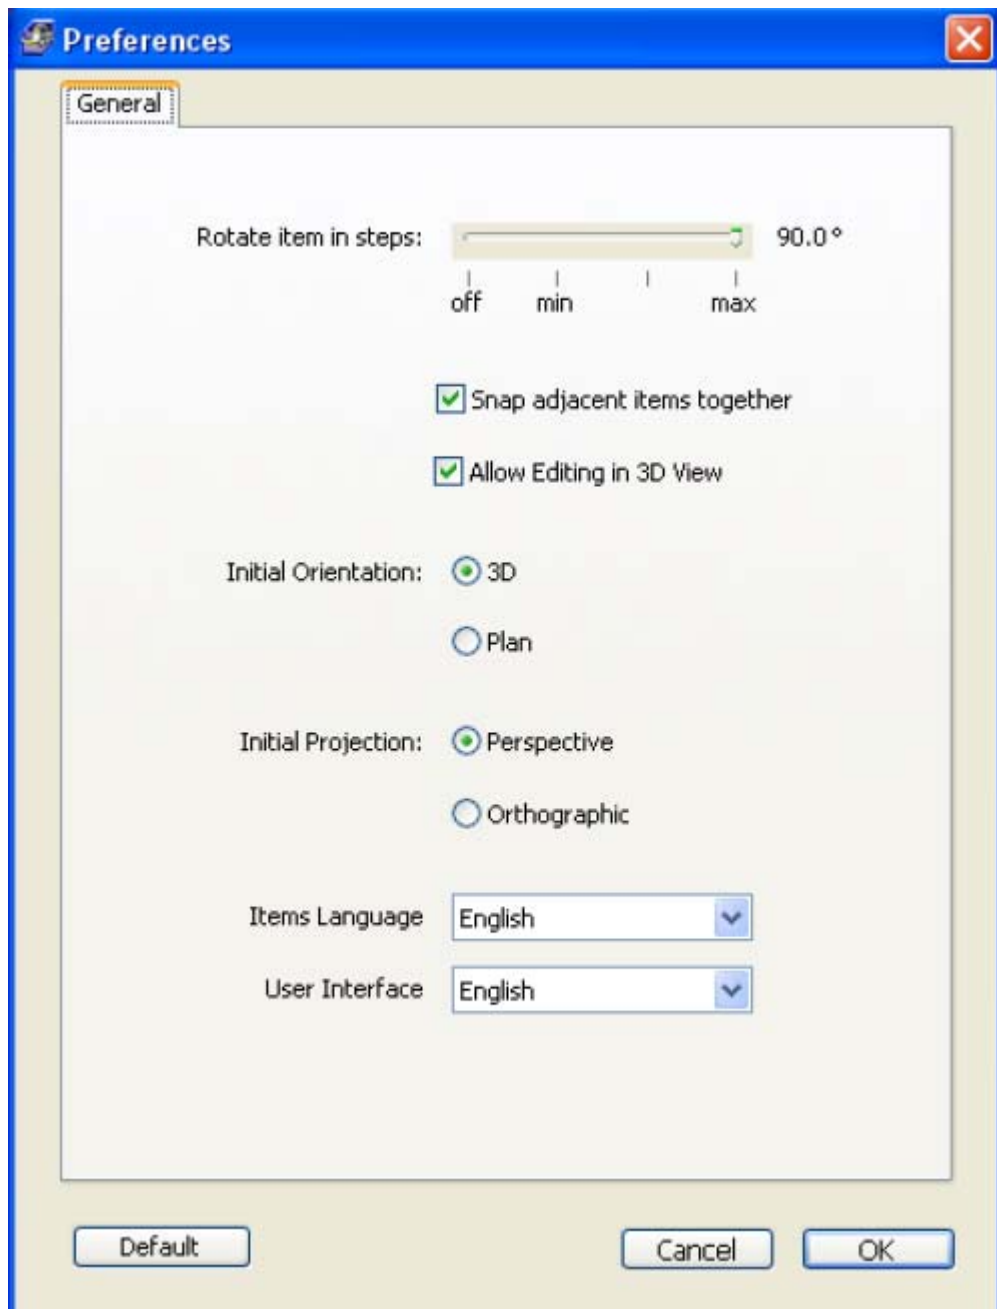 Preferences
General
Rotate item in steps: 90.0°
off min max
Snap adjacent items together
Allow Editing in 3D View
Initial Orientation: 3D
Plan
Initial Projection: Perspective
Orthographic
Items Language English
User Interface English
Default Cancel OK